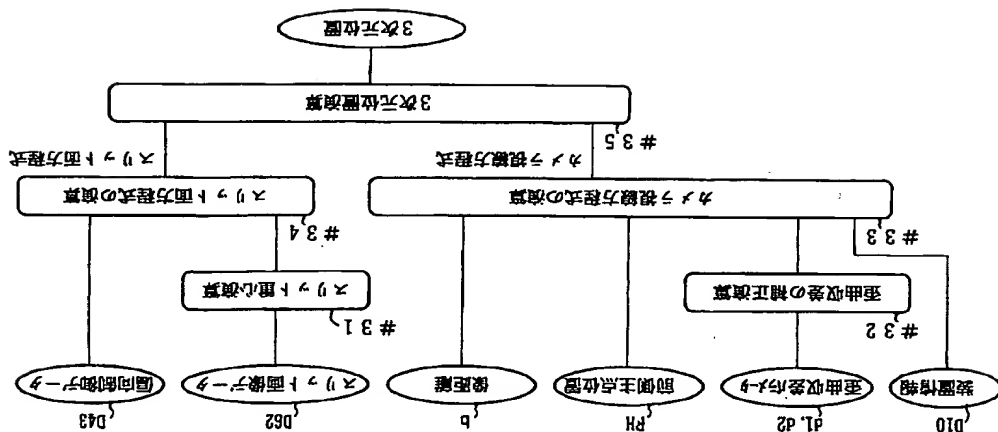 D10
d1, d2
FH
b
D62
D43
装置情報
歪曲収差パラメータ
前側主点位置
像距離
スリット画像データ
偏向制御データ
#32
#31
歪曲収差の補正演算
スリット重心演算
#33
#34
カメラ視線方程式の演算
スリット面方程式の演算
カメラ視線方程式
スリット面方程式
#35
3次元位置演算
3次元位置